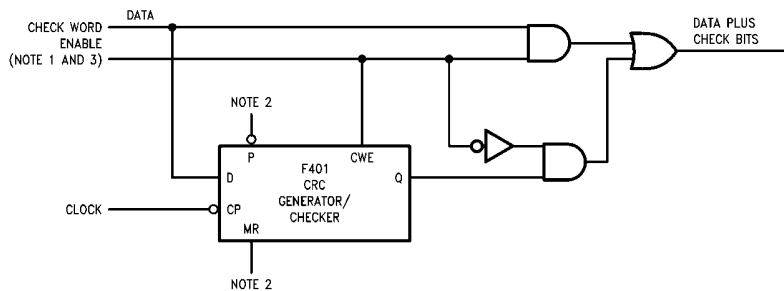 DATA
CHECK WORD
ENABLE
(NOTE 1 AND 3)
DATA PLUS
CHECK BITS
NOTE 2
P
CWE
F401
CRC
GENERATOR/
CHECKER
D
Q
CLOCK
CP
MR
NOTE 2